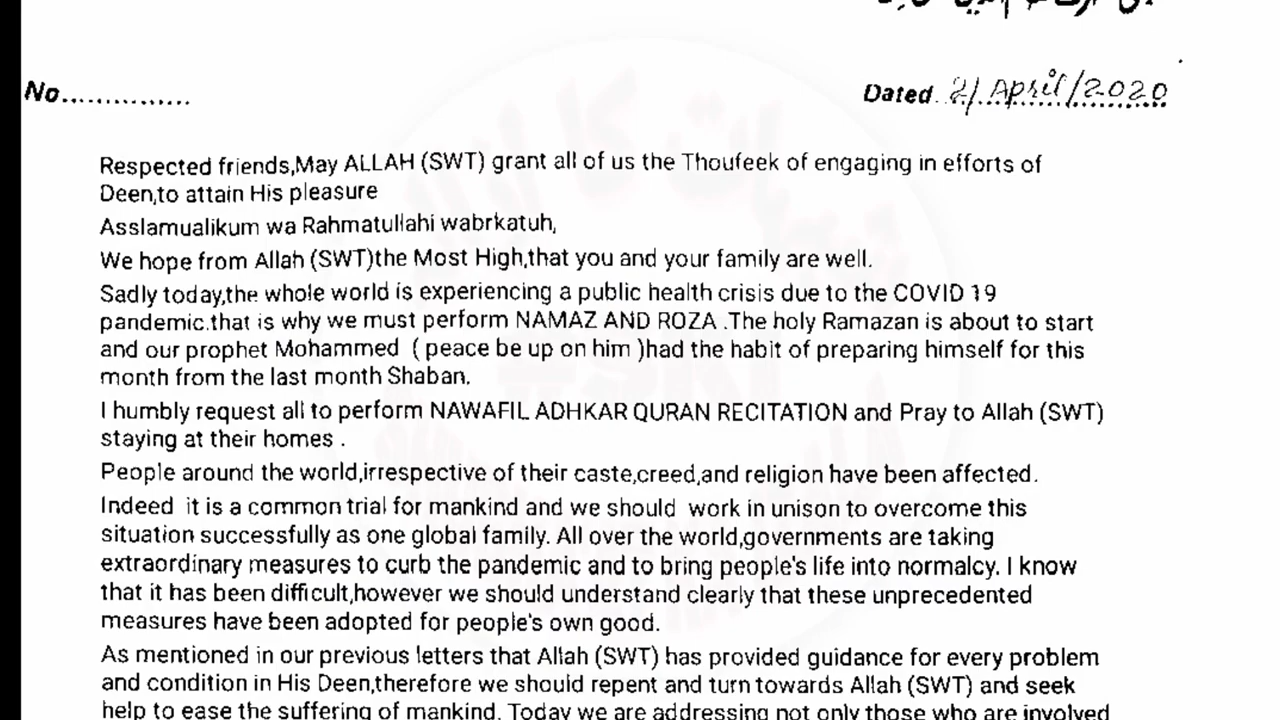 No...............
Dated. 21/April/2020
Respected friends,May ALLAH (SWT) grant all of us the Thoufeek of engaging in efforts of
Deen,to attain His pleasure
Asslamualikum wa Rahmatullahi wabrkatuh,
We hope from Allah (SWT)the Most High,that you and your family are well.
Sadly today,the whole world is experiencing a public health crisis due to the COVID 19
pandemic.that is why we must perform NAMAZ AND ROZA .The holy Ramazan is about to start
and our prophet Mohammed ( peace be up on him )had the habit of preparing himself for this
month from the last month Shaban.
I humbly request all to perform NAWAFIL ADHKAR QURAN RECITATION and Pray to Allah (SWT)
staying at their homes .
People around the world,irrespective of their caste,creed,and religion have been affected.
Indeed it is a common trial for mankind and we should work in unison to overcome this
situation successfully as one global family. All over the world,governments are taking
extraordinary measures to curb the pandemic and to bring people's life into normalcy. I know
that it has been difficult,however we should understand clearly that these unprecedented
measures have been adopted for people's own good.
As mentioned in our previous letters that Allah (SWT) has provided guidance for every problem
and condition in His Deen,therefore we should repent and turn towards Allah (SWT) and seek
help to ease the suffering of mankind. Today we are addressing not only those who are involved